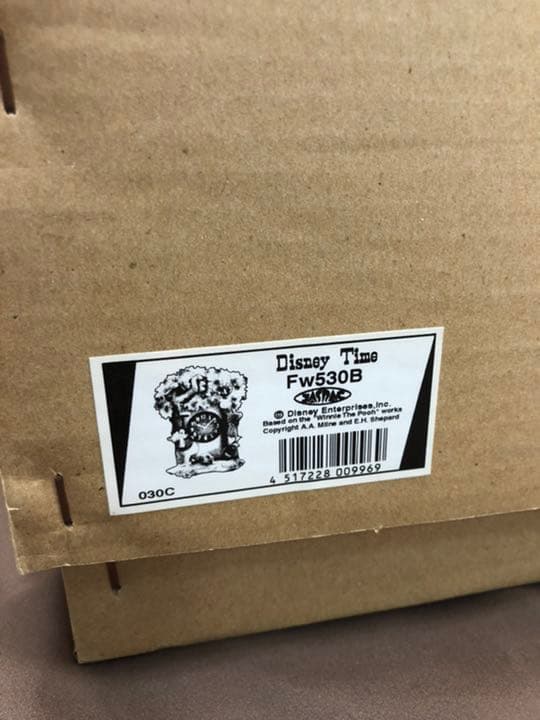 Disney Time
Fw530B
© Disney Enterprises,Inc.
Based on the "Winnie The Pooh" works
Copyright A.A. Milne and E.H. Shepard
4 517228 009969
030C